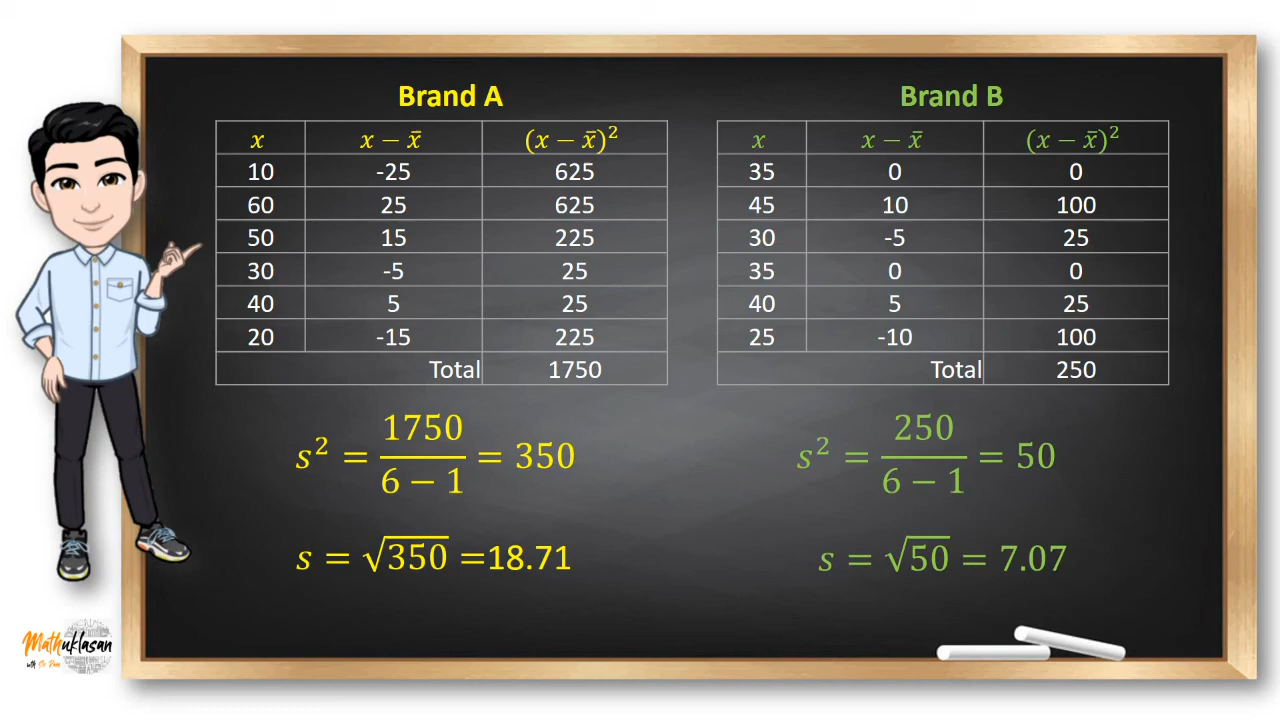 Brand A
x x − x̄ (x − x̄)²
10 -25 625
60 25 625
50 15 225
30 -5 25
40 5 25
20 -15 225
Total 1750
s² = 1750/(6 − 1) = 350
s = √350 =18.71
Brand B
x x − x̄ (x − x̄)²
35 0 0
45 10 100
30 -5 25
35 0 0
40 5 25
25 -10 100
Total 250
s² = 250/(6 − 1) = 50
s = √50 = 7.07
Mathuklasan
with Sir Ram